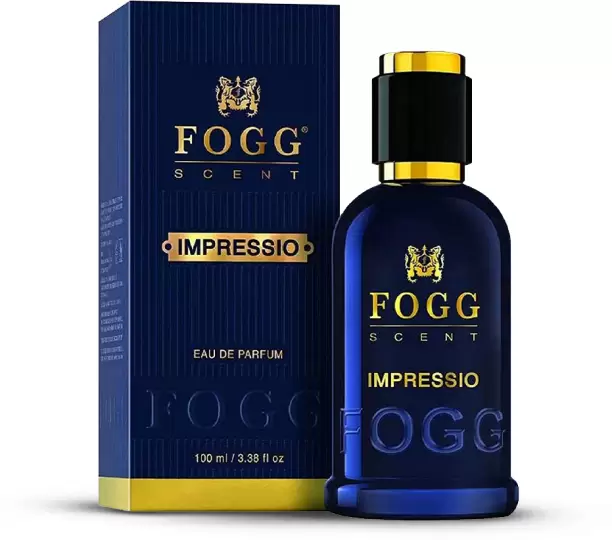 FOGG®
SCENT
IMPRESSIO
EAU DE PARFUM
FOGG
100 ml / 3.38 fl oz
FOGG
SCENT
IMPRESSIO
FOGG